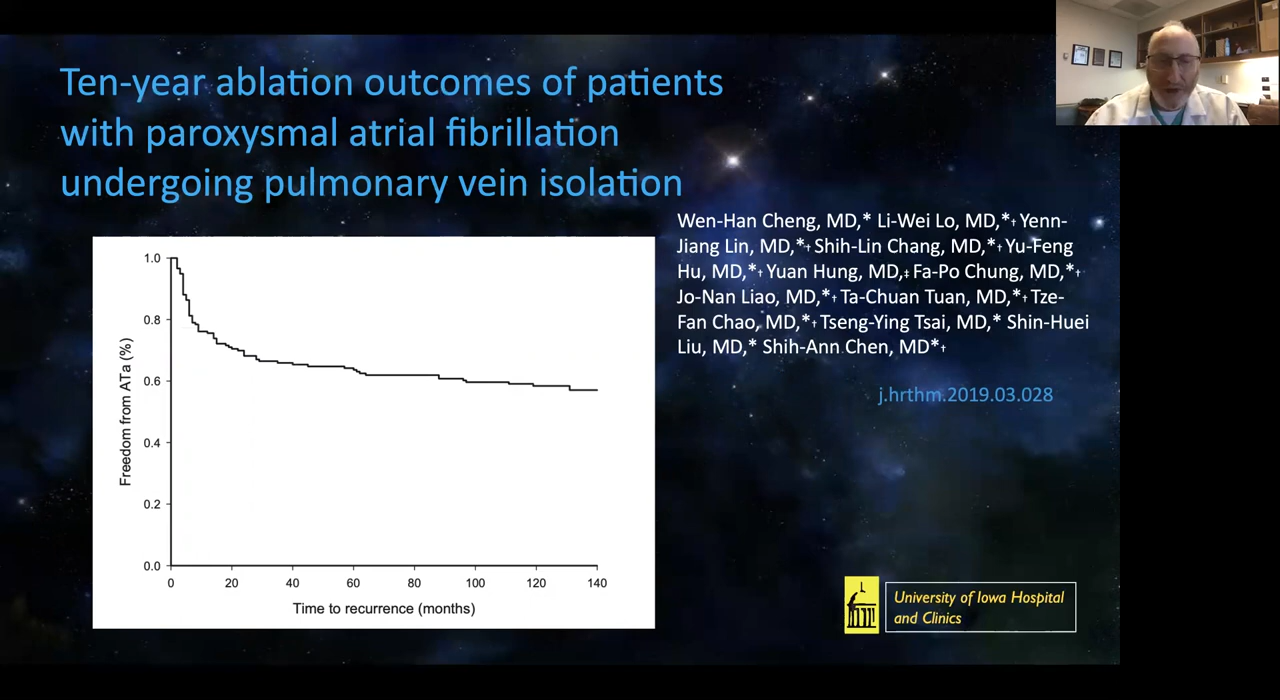 Ten-year ablation outcomes of patients
with paroxysmal atrial fibrillation
undergoing pulmonary vein isolation
Wen-Han Cheng, MD,* Li-Wei Lo, MD,*,† Yenn-
Jiang Lin, MD,*,† Shih-Lin Chang, MD,*,† Yu-Feng
Hu, MD,*,† Yuan Hung, MD,‡ Fa-Po Chung, MD,*,†
Jo-Nan Liao, MD,*,† Ta-Chuan Tuan, MD,*,† Tze-
Fan Chao, MD,*,† Tseng-Ying Tsai, MD,* Shin-Huei
Liu, MD,* Shih-Ann Chen, MD*,†
j.hrthm.2019.03.028
Freedom from ATa (%)
1.0
0.8
0.6
0.4
0.2
0.0
0 20 40 60 80 100 120 140
Time to recurrence (months)
University of Iowa Hospital
and Clinics